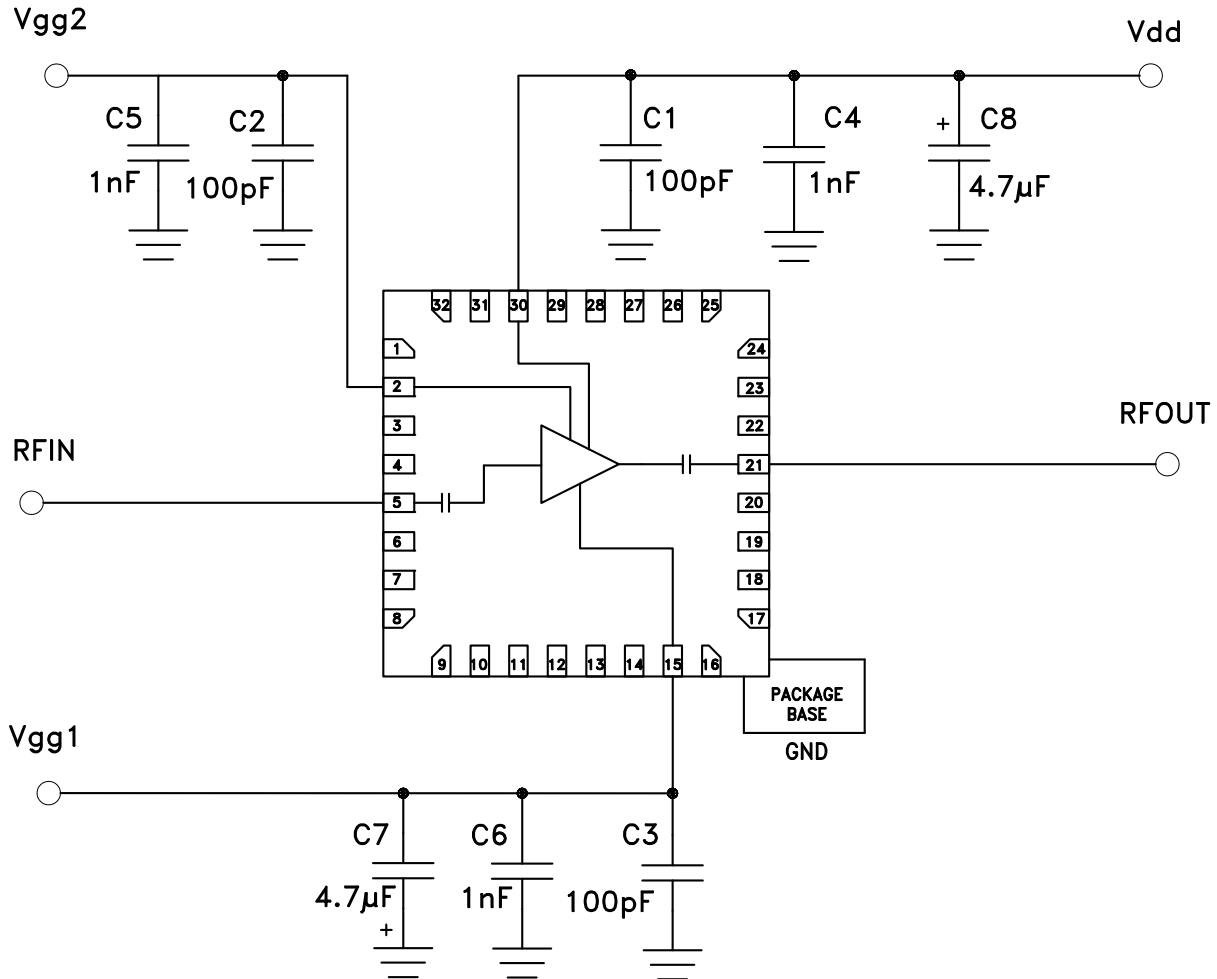 Vgg2
Vdd
C5
C2
C1
C4
+ C8
1nF
100pF
100pF
1nF
4.7µF
32 31 30 29 28 27 26 25
1
24
2
23
3
22
RFOUT
RFIN
4
21
5
20
6
19
7
18
8
17
9 10 11 12 13 14 15 16
PACKAGE
BASE
GND
Vgg1
C7
C6
C3
4.7µF
1nF
100pF
+